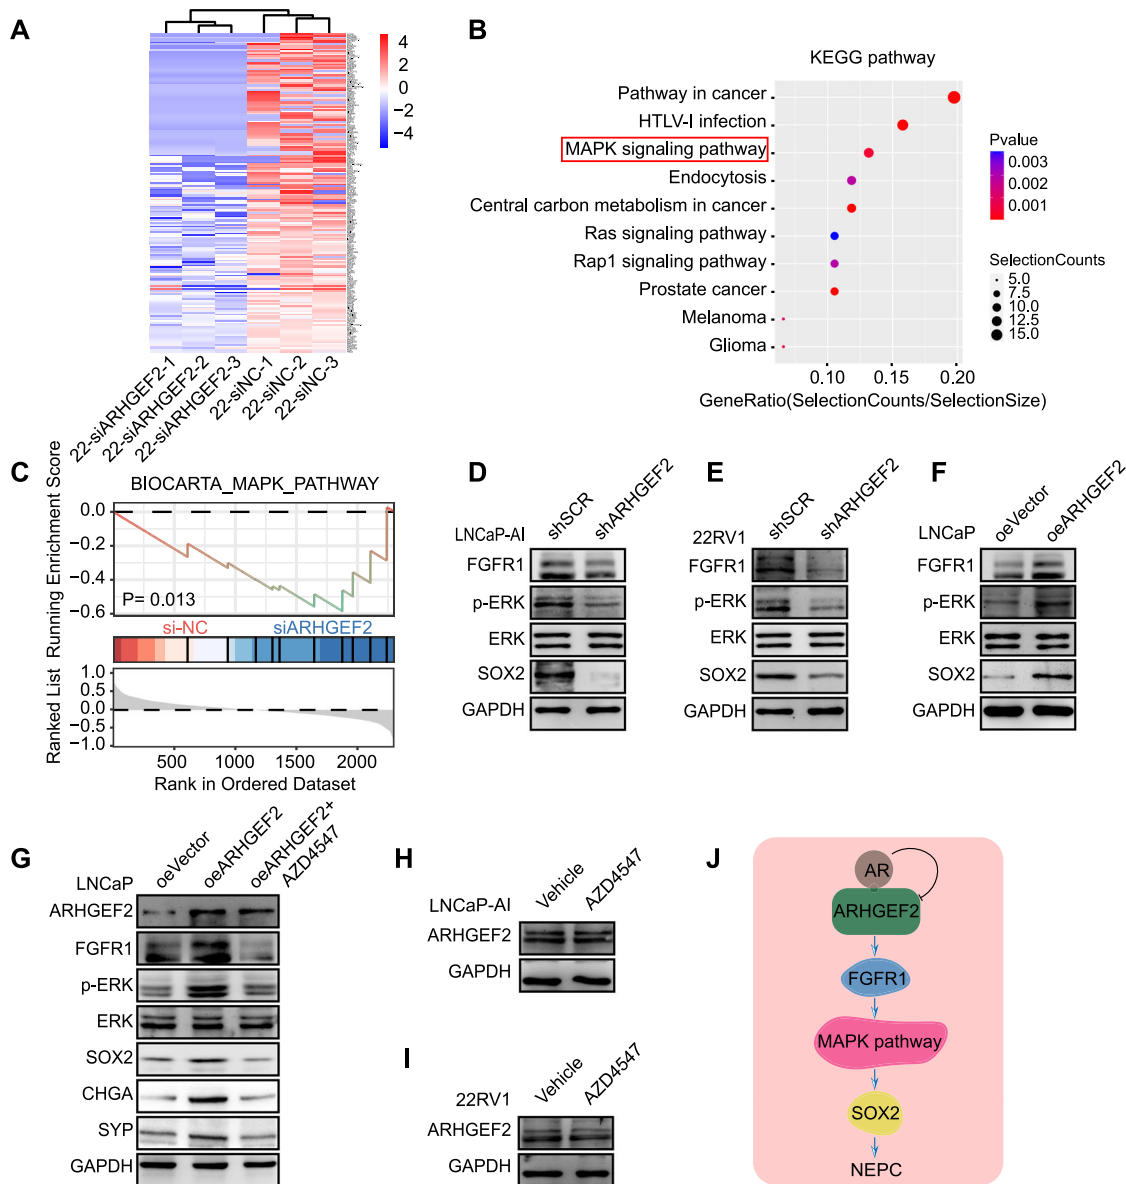 A
4
2
0
−2
−4
22-siARHGEF2-1
22-siARHGEF2-2
22-siARHGEF2-3
22-siNC-1
22-siNC-2
22-siNC-3
B
KEGG pathway
Pathway in cancer
HTLV-I infection
MAPK signaling pathway
Endocytosis
Central carbon metabolism in cancer
Ras signaling pathway
Rap1 signaling pathway
Prostate cancer
Melanoma
Glioma
0.10 0.15 0.20
GeneRatio(SelectionCounts/SelectionSize)
Pvalue
0.003
0.002
0.001
SelectionCounts
5.0
7.5
10.0
12.5
15.0
C
BIOCARTA_MAPK_PATHWAY
Running Enrichment Score
0.0
−0.2
−0.4
−0.6
P= 0.013
si-NC siARHGEF2
Ranked List
1.0
0.5
0.0
−0.5
−1.0
500 1000 1500 2000
Rank in Ordered Dataset
D
LNCaP-AI shSCR shARHGEF2
FGFR1
p-ERK
ERK
SOX2
GAPDH
E
22RV1 shSCR shARHGEF2
FGFR1
p-ERK
ERK
SOX2
GAPDH
F
LNCaP oeVector oeARHGEF2
FGFR1
p-ERK
ERK
SOX2
GAPDH
G
LNCaP oeVector oeARHGEF2 oeARHGEF2+
AZD4547
ARHGEF2
FGFR1
p-ERK
ERK
SOX2
CHGA
SYP
GAPDH
H
LNCaP-AI Vehicle AZD4547
ARHGEF2
GAPDH
I
22RV1 Vehicle AZD4547
ARHGEF2
GAPDH
J
AR
ARHGEF2
FGFR1
MAPK pathway
SOX2
NEPC